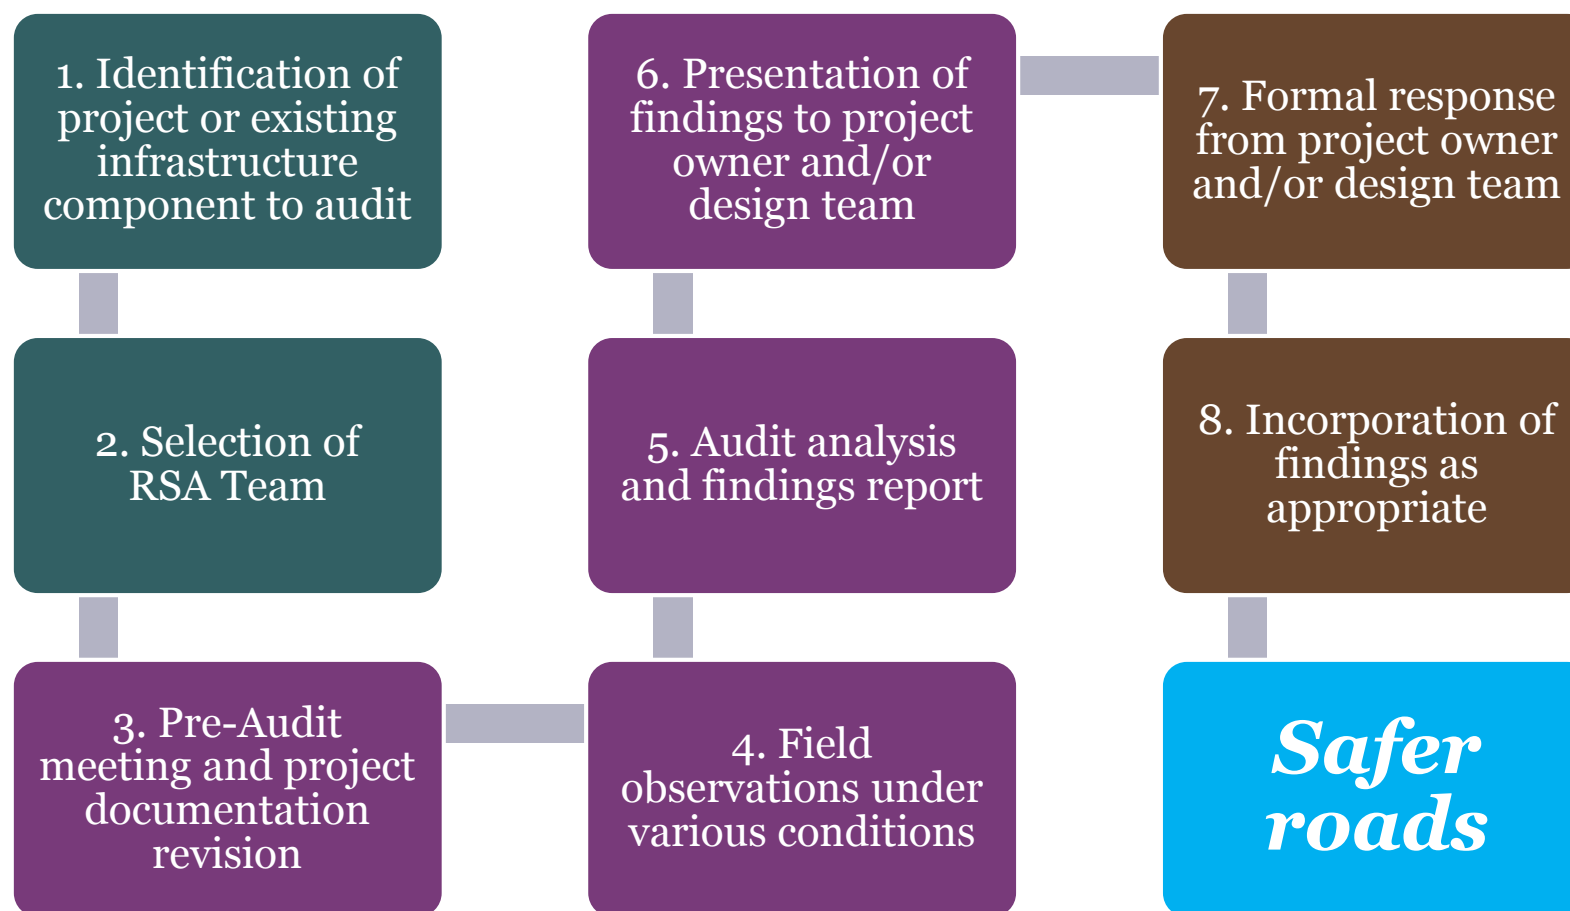 1. Identification of
project or existing
infrastructure
component to audit
2. Selection of
RSA Team
3. Pre-Audit
meeting and project
documentation
revision
4. Field
observations under
various conditions
5. Audit analysis
and findings report
6. Presentation of
findings to project
owner and/or
design team
7. Formal response
from project owner
and/or design team
8. Incorporation of
findings as
appropriate
Safer
roads